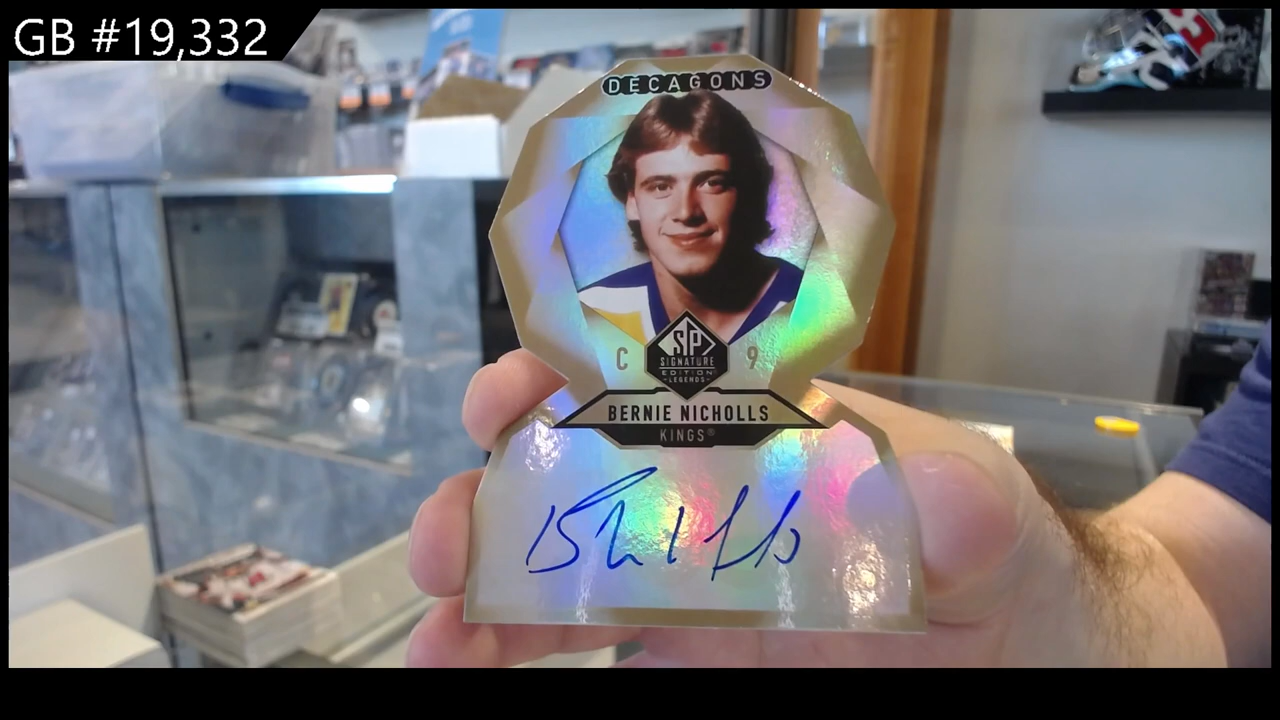 GB #19,332
DECAGONS
C 9
SP
SIGNATURE
EDITION
-LEGENDS-
BERNIE NICHOLLS
KINGS®